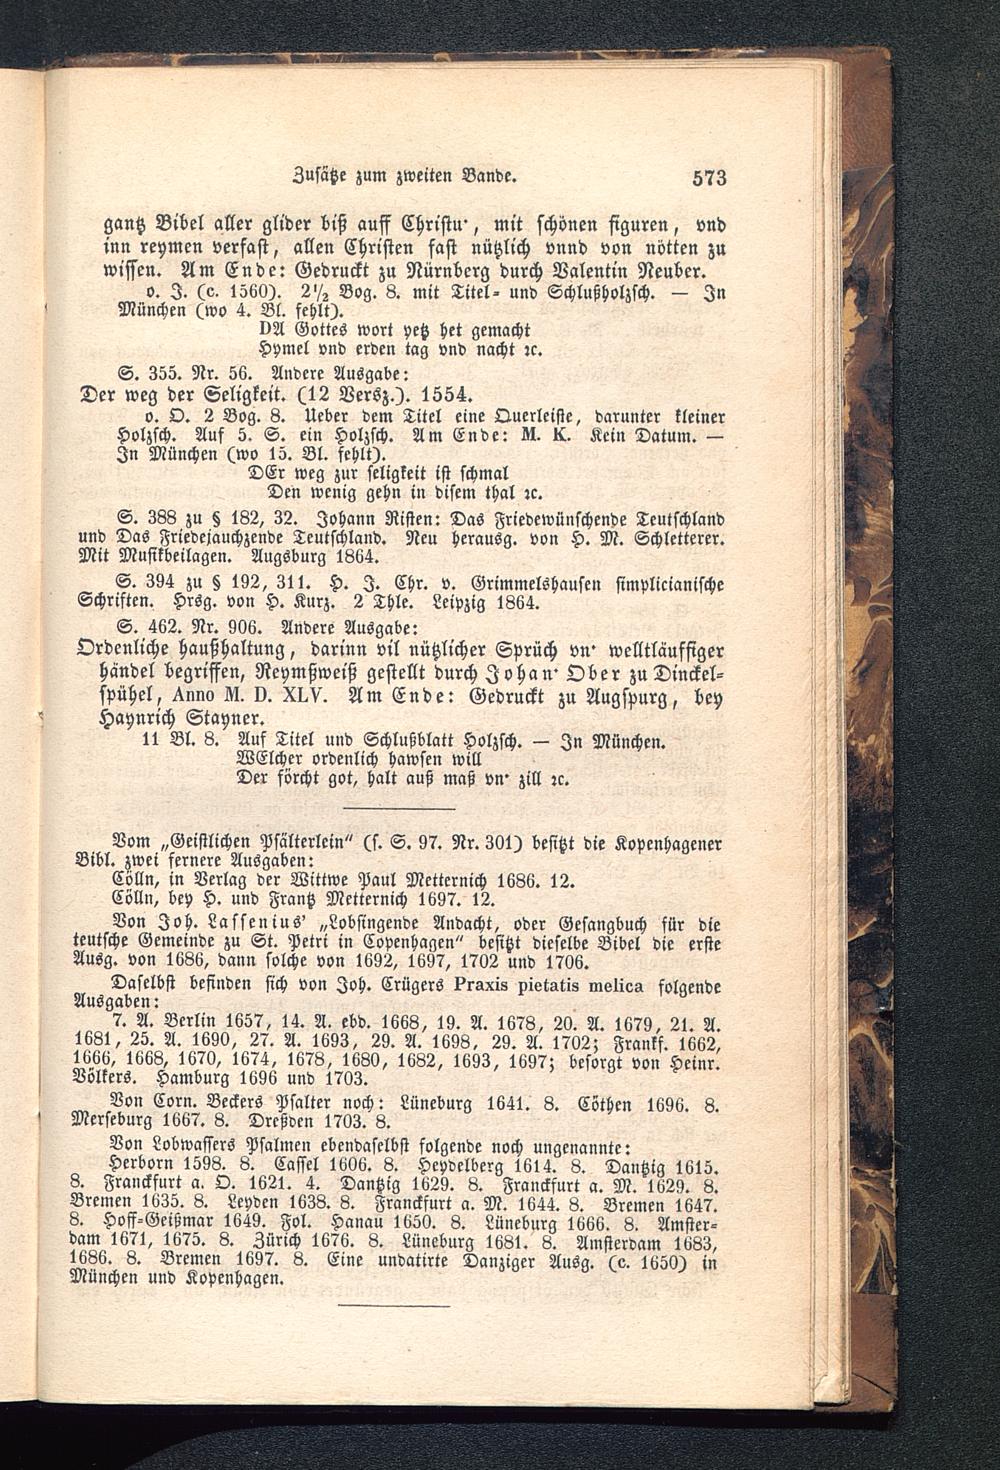 Zusätze zum zweiten Bande. 573
gantz Bibel aller glider biß auff Christu', mit schönen figuren, vnd
inn reymen verfast, allen Christen fast nützlich vnnd von nötten zu
wissen. Am Ende: Gedruckt zu Nürnberg durch Valentin Neuber.
o. J. (c. 1560). 2½ Bog. 8. mit Titel- und Schlußholzsch. — In
München (wo 4. Bl. fehlt).
DA Gottes wort yetz het gemacht
Hymel vnd erden tag vnd nacht ꝛc.
S. 355. Nr. 56. Andere Ausgabe:
Der weg der Seligkeit. (12 Versz.). 1554.
o. O. 2 Bog. 8. Ueber dem Titel eine Querleiste, darunter kleiner
Holzsch. Auf 5. S. ein Holzsch. Am Ende: M. K. Kein Datum. —
In München (wo 15. Bl. fehlt).
DEr weg zur seligkeit ist schmal
Den wenig gehn in disem thal ꝛc.
S. 388 zu § 182, 32. Johann Risten: Das Friedewünschende Teutschland
und Das Friedejauchzende Teutschland. Neu herausg. von H. M. Schletterer.
Mit Musikbeilagen. Augsburg 1864.
S. 394 zu § 192, 311. H. J. Chr. v. Grimmelshausen simplicianische
Schriften. Hrsg. von H. Kurz. 2 Thle. Leipzig 1864.
S. 462. Nr. 906. Andere Ausgabe:
Ordenliche haußhaltung, darinn vil nützlicher Sprüch vn' welltläuffiger
händel begriffen, Reymßweiß gestellt durch Johan' Ober zu Dinckel-
spühel, Anno M. D. XLV. Am Ende: Gedruckt zu Augspurg, bey
Haynrich Stayner.
11 Bl. 8. Auf Titel und Schlußblatt Holzsch. — In München.
WElcher ordenlich hawsen will
Der förcht got, halt auß maß vn' zill ꝛc.
Vom „Geistlichen Psälterlein“ (s. S. 97. Nr. 301) besitzt die Kopenhagener
Bibl. zwei fernere Ausgaben:
Cölln, in Verlag der Wittwe Paul Metternich 1686. 12.
Cölln, bey H. und Frantz Metternich 1697. 12.
Von Joh. Lassenius' „Lobsingende Andacht, oder Gesangbuch für die
teutsche Gemeinde zu St. Petri in Copenhagen“ besitzt dieselbe Bibel die erste
Ausg. von 1686, dann solche von 1692, 1697, 1702 und 1706.
Daselbst befinden sich von Joh. Crügers Praxis pietatis melica folgende
Ausgaben:
7. A. Berlin 1657, 14. A. ebd. 1668, 19. A. 1678, 20. A. 1679, 21. A.
1681, 25. A. 1690, 27. A. 1693, 29. A. 1698, 29. A. 1702; Frankf. 1662,
1666, 1668, 1670, 1674, 1678, 1680, 1682, 1693, 1697; besorgt von Heinr.
Völkers. Hamburg 1696 und 1703.
Von Corn. Beckers Psalter noch: Lüneburg 1641. 8. Cöthen 1696. 8.
Merseburg 1667. 8. Dreßden 1703. 8.
Von Lobwassers Psalmen ebendaselbst folgende noch ungenannte:
Herborn 1598. 8. Cassel 1606. 8. Heydelberg 1614. 8. Dantzig 1615.
8. Franckfurt a. O. 1621. 4. Dantzig 1629. 8. Franckfurt a. M. 1629. 8.
Bremen 1635. 8. Leyden 1638. 8. Franckfurt a. M. 1644. 8. Bremen 1647.
8. Hoff-Geißmar 1649. Fol. Hanau 1650. 8. Lüneburg 1666. 8. Amster-
dam 1671, 1675. 8. Zürich 1676. 8. Lüneburg 1681. 8. Amsterdam 1683,
1686. 8. Bremen 1697. 8. Eine undatirte Danziger Ausg. (c. 1650) in
München und Kopenhagen.